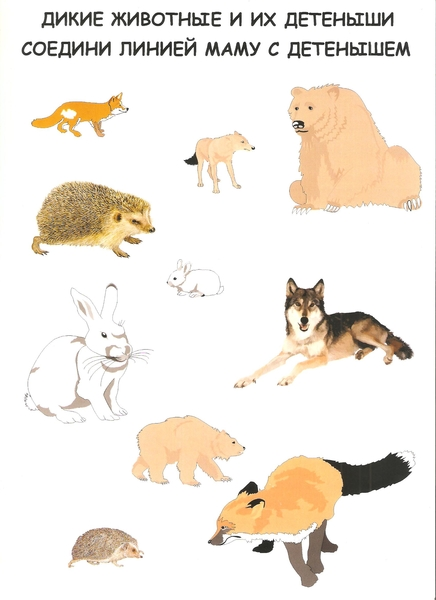 ДИКИЕ ЖИВОТНЫЕ И ИХ ДЕТЕНЫШИ
СОЕДИНИ ЛИНИЕЙ МАМУ С ДЕТЕНЫШЕМ